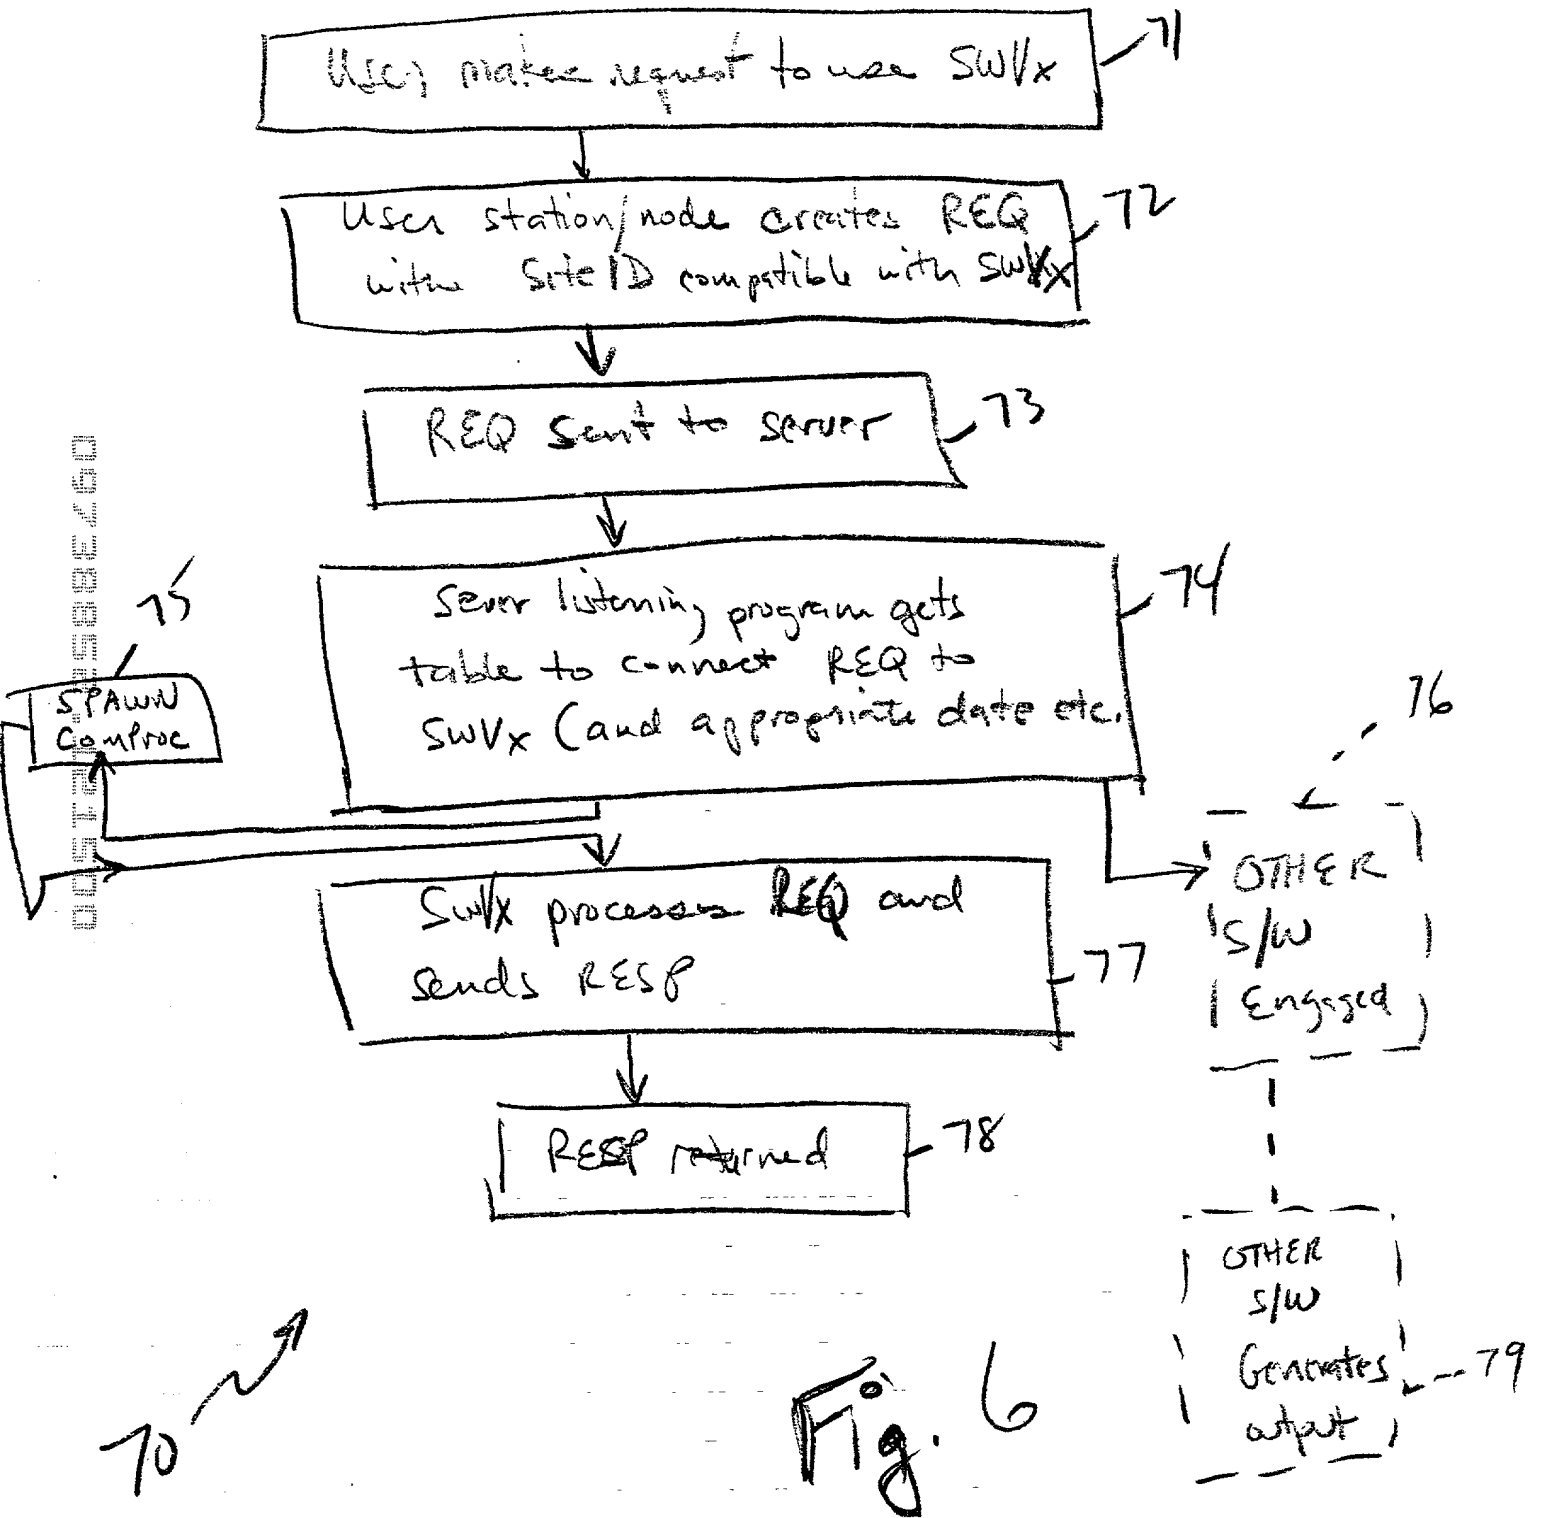 User makes request to use SWVx
71
User station/node creates REQ
with SiteID compatible with SWVx
72
REQ sent to server
73
Sever listening program gets
table to connect REQ to
SWVx (and appropriate date etc.
74
75
SPAWN
ComProc
76
OTHER
S/W
Engaged
SWVx processes REQ and
sends RESP
77
RESP returned
78
OTHER
S/W
Generates
output
79
70
Fig. 6